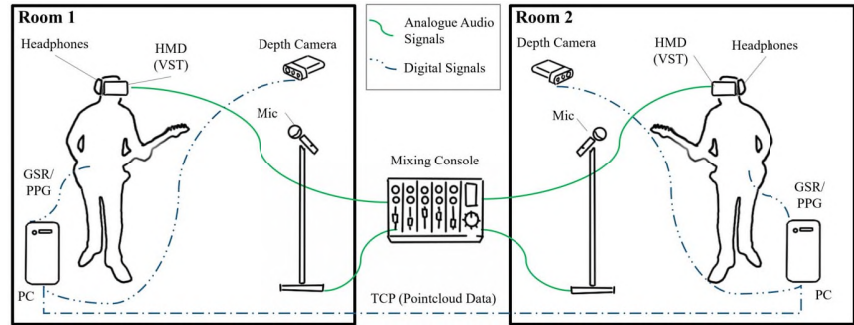 Room 1
Headphones
HMD
(VST)
Depth Camera
Mic
GSR/
PPG
PC
Analogue Audio
Signals
Digital Signals
Mixing Console
TCP (Pointcloud Data)
Room 2
Depth Camera
HMD
(VST)
Headphones
Mic
GSR/
PPG
PC